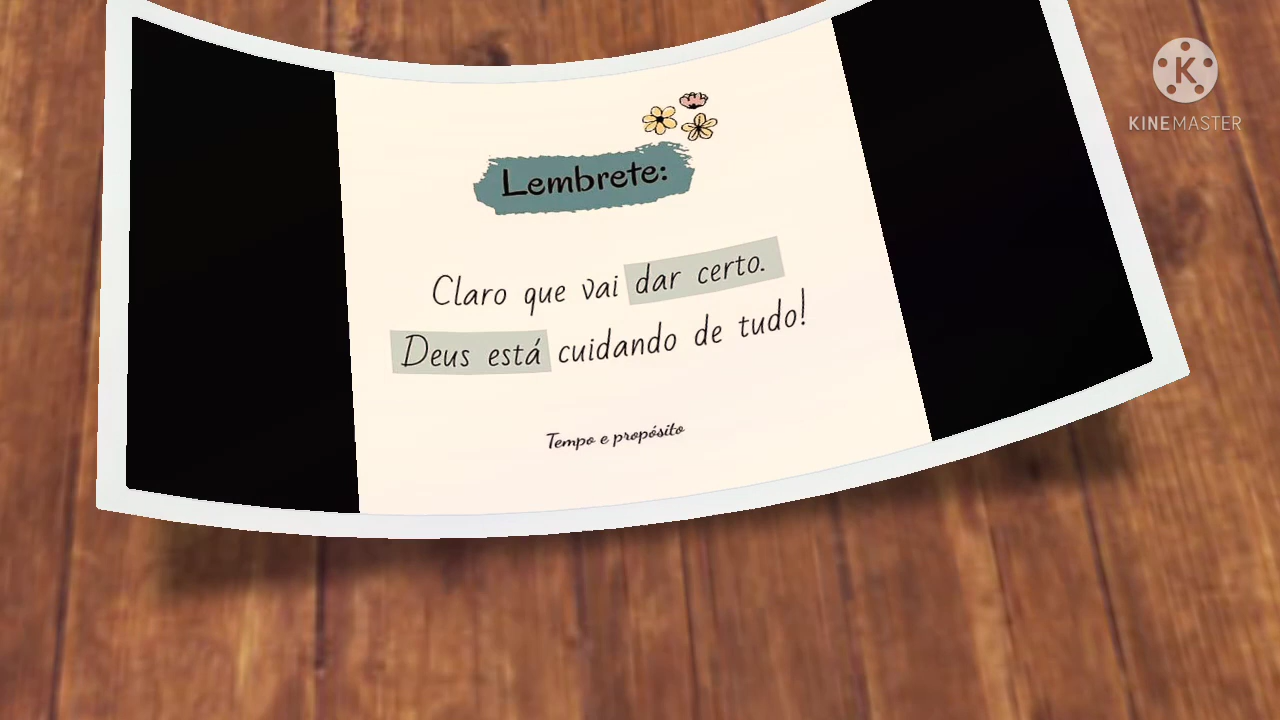 KINEMASTER
Lembrete:
Claro que vai dar certo.
Deus está cuidando de tudo!
Tempo e propósito